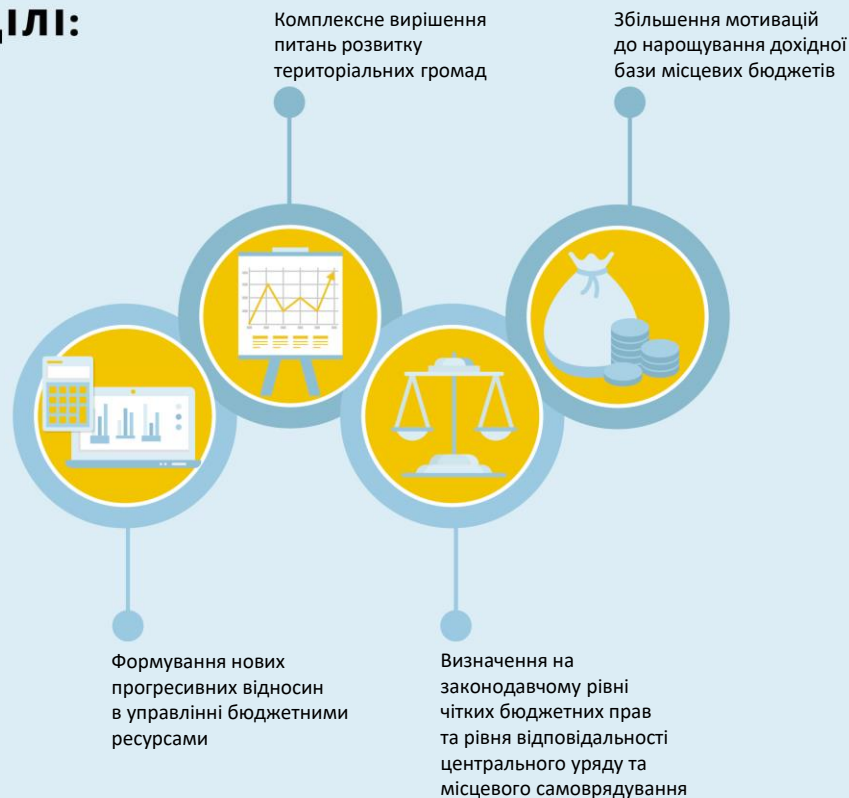 ЦІЛІ:
Комплексне вирішення
питань розвитку
територіальних громад
Збільшення мотивацій
до нарощування дохідної
бази місцевих бюджетів
Формування нових
прогресивних відносин
в управлінні бюджетними
ресурсами
Визначення на
законодавчому рівні
чітких бюджетних прав
та рівня відповідальності
центрального уряду та
місцевого самоврядування